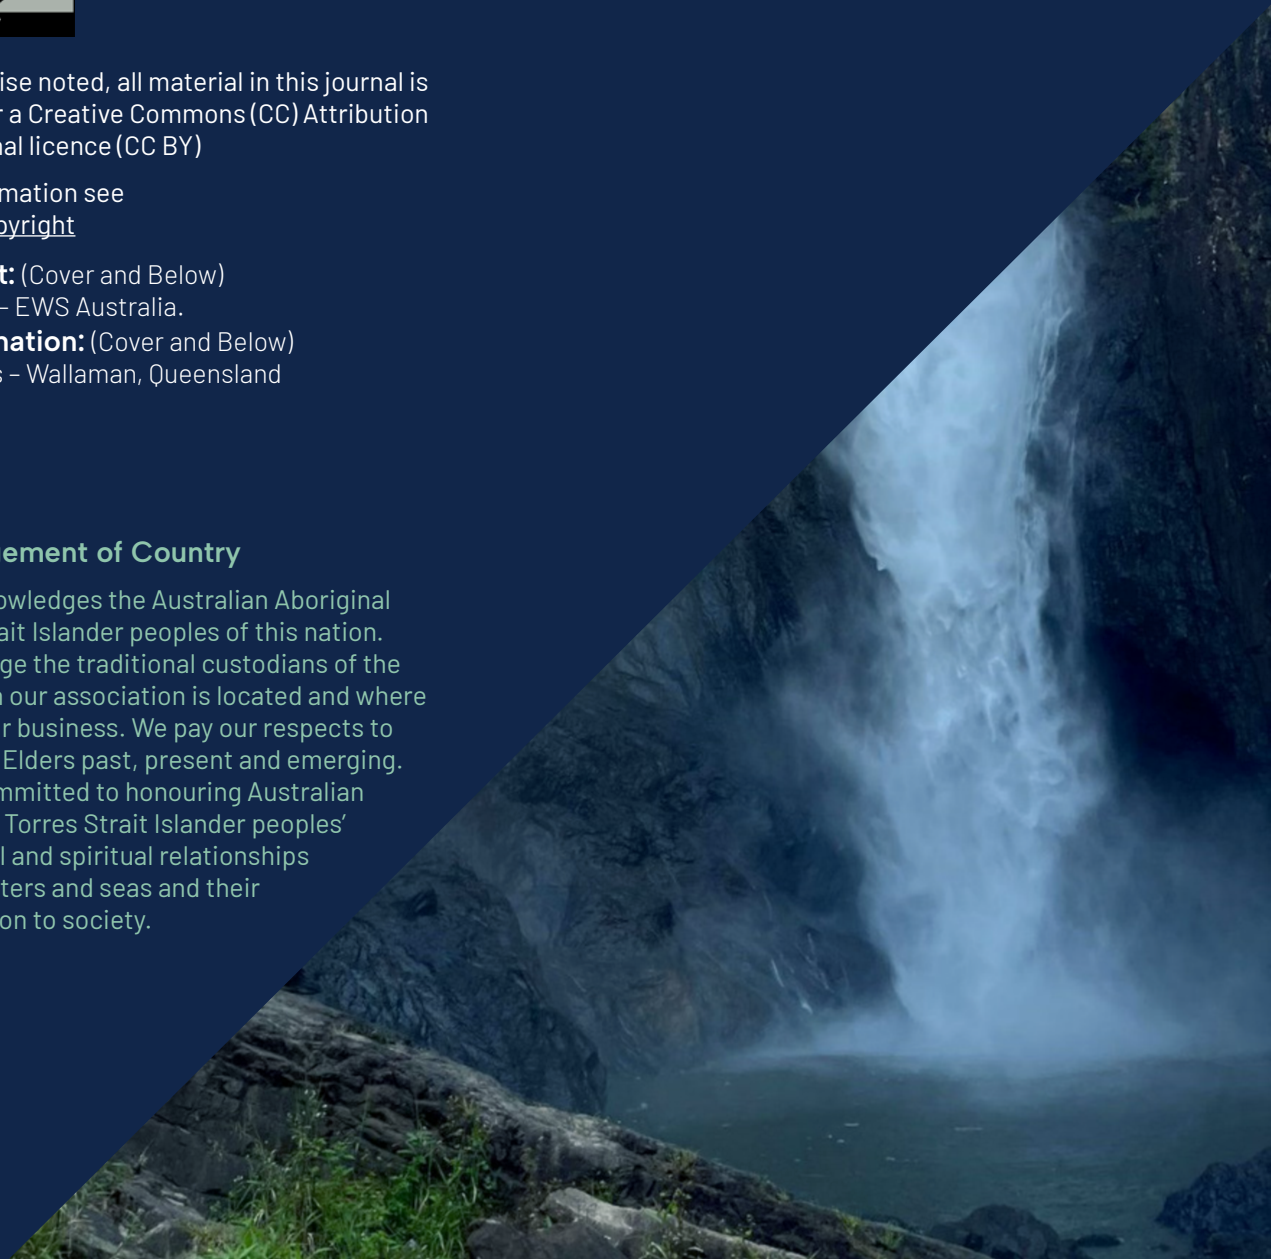 ise noted, all material in this journal is
r a Creative Commons (CC) Attribution
nal licence (CC BY)
mation see
pyright
t: (Cover and Below)
– EWS Australia.
nation: (Cover and Below)
s – Wallaman, Queensland
gement of Country
owledges the Australian Aboriginal
ait Islander peoples of this nation.
ge the traditional custodians of the
n our association is located and where
r business. We pay our respects to
Elders past, present and emerging.
mmitted to honouring Australian
Torres Strait Islander peoples’
l and spiritual relationships
ters and seas and their
on to society.